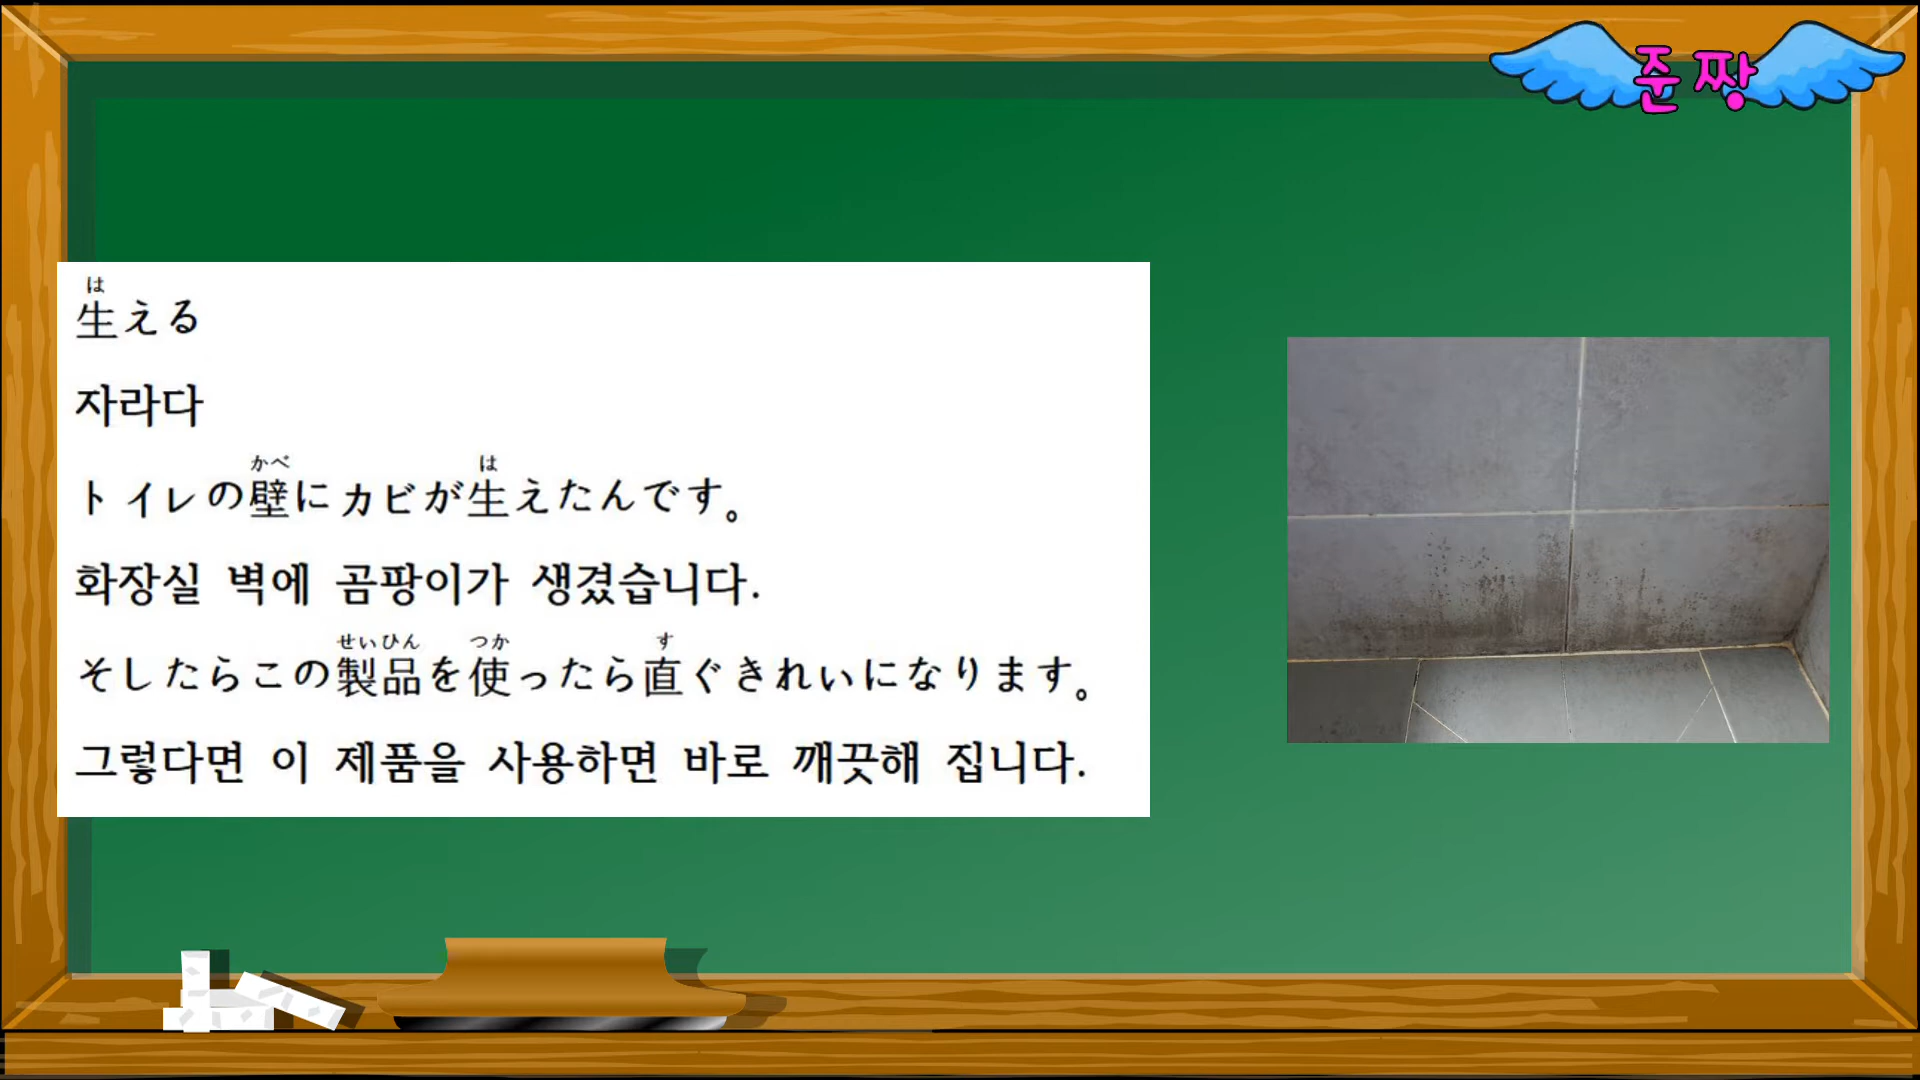 준짱
は
生える
자라다
かべ は
トイレの壁にカビが生えたんです。
화장실 벽에 곰팡이가 생겼습니다.
せいひん つか す
そしたらこの製品を使ったら直ぐきれいになります。
그렇다면 이 제품을 사용하면 바로 깨끗해 집니다.